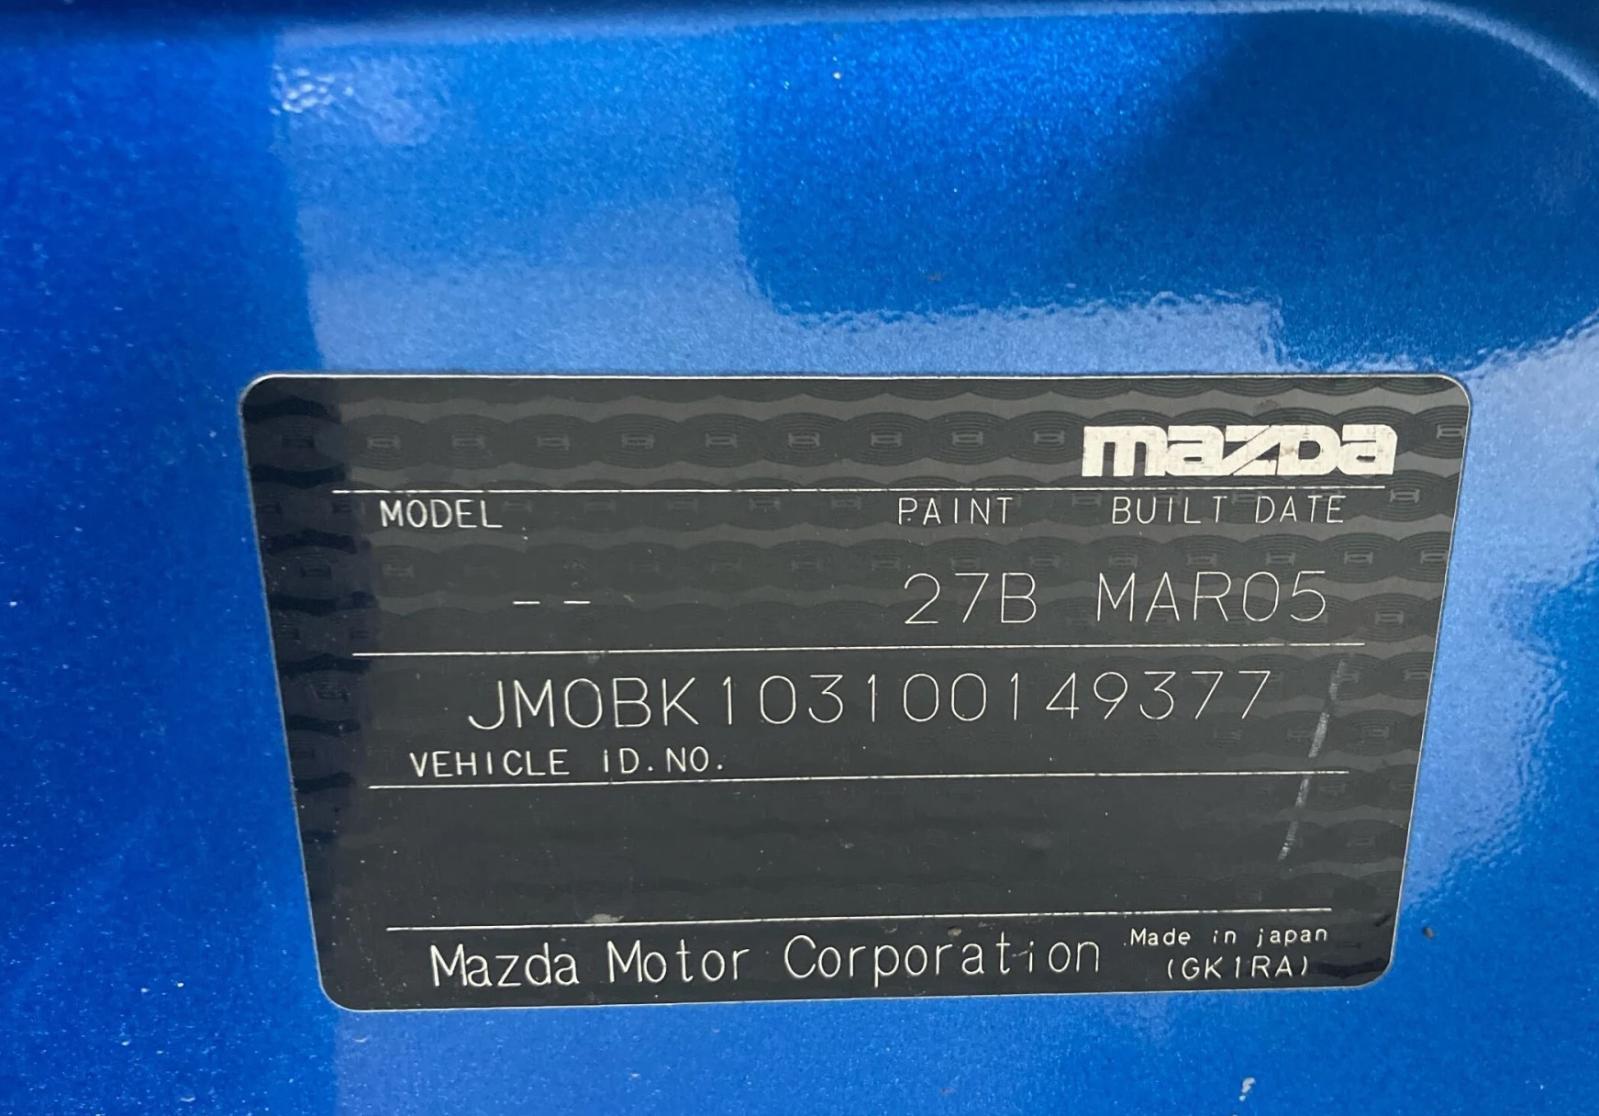 mazda
MODEL PAINT BUILT DATE
-- 27B MAR05
JM0BK103100149377
VEHICLE ID.NO.
Mazda Motor Corporation Made in japan
(GK1RA)